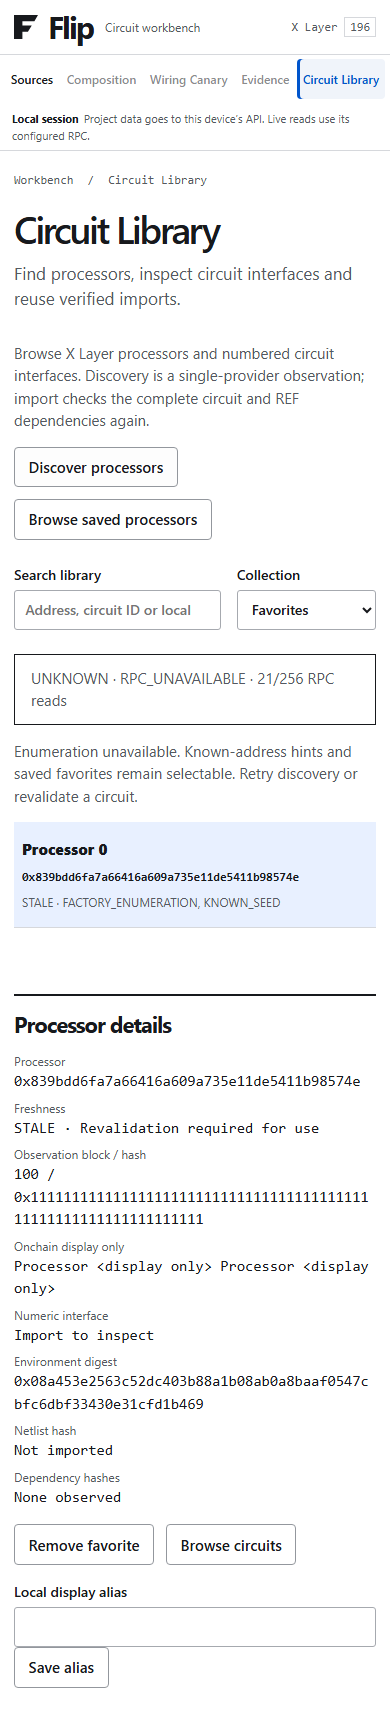 Flip Circuit workbench X Layer 196
Sources Composition Wiring Canary Evidence Circuit Library
Local session Project data goes to this device's API. Live reads use its
configured RPC.
Workbench / Circuit Library
Circuit Library
Find processors, inspect circuit interfaces and
reuse verified imports.
Browse X Layer processors and numbered circuit
interfaces. Discovery is a single-provider observation;
import checks the complete circuit and REF
dependencies again.
Discover processors
Browse saved processors
Search library Collection
Address, circuit ID or local Favorites
UNKNOWN · RPC_UNAVAILABLE · 21/256 RPC
reads
Enumeration unavailable. Known-address hints and
saved favorites remain selectable. Retry discovery or
revalidate a circuit.
Processor 0
0x839bdd6fa7a66416a609a735e11de5411b98574e
STALE · FACTORY_ENUMERATION, KNOWN_SEED
Processor details
Processor
0x839bdd6fa7a66416a609a735e11de5411b98574e
Freshness
STALE · Revalidation required for use
Observation block / hash
100 /
0x11111111111111111111111111111111111111111
11111111111111111111111
Onchain display only
Processor <display only> Processor <display
only>
Numeric interface
Import to inspect
Environment digest
0x08a453e2563c52dc403b88a1b08ab0a8baaf0547c
bfc6dbf33430e31cfd1b469
Netlist hash
Not imported
Dependency hashes
None observed
Remove favorite Browse circuits
Local display alias
Save alias